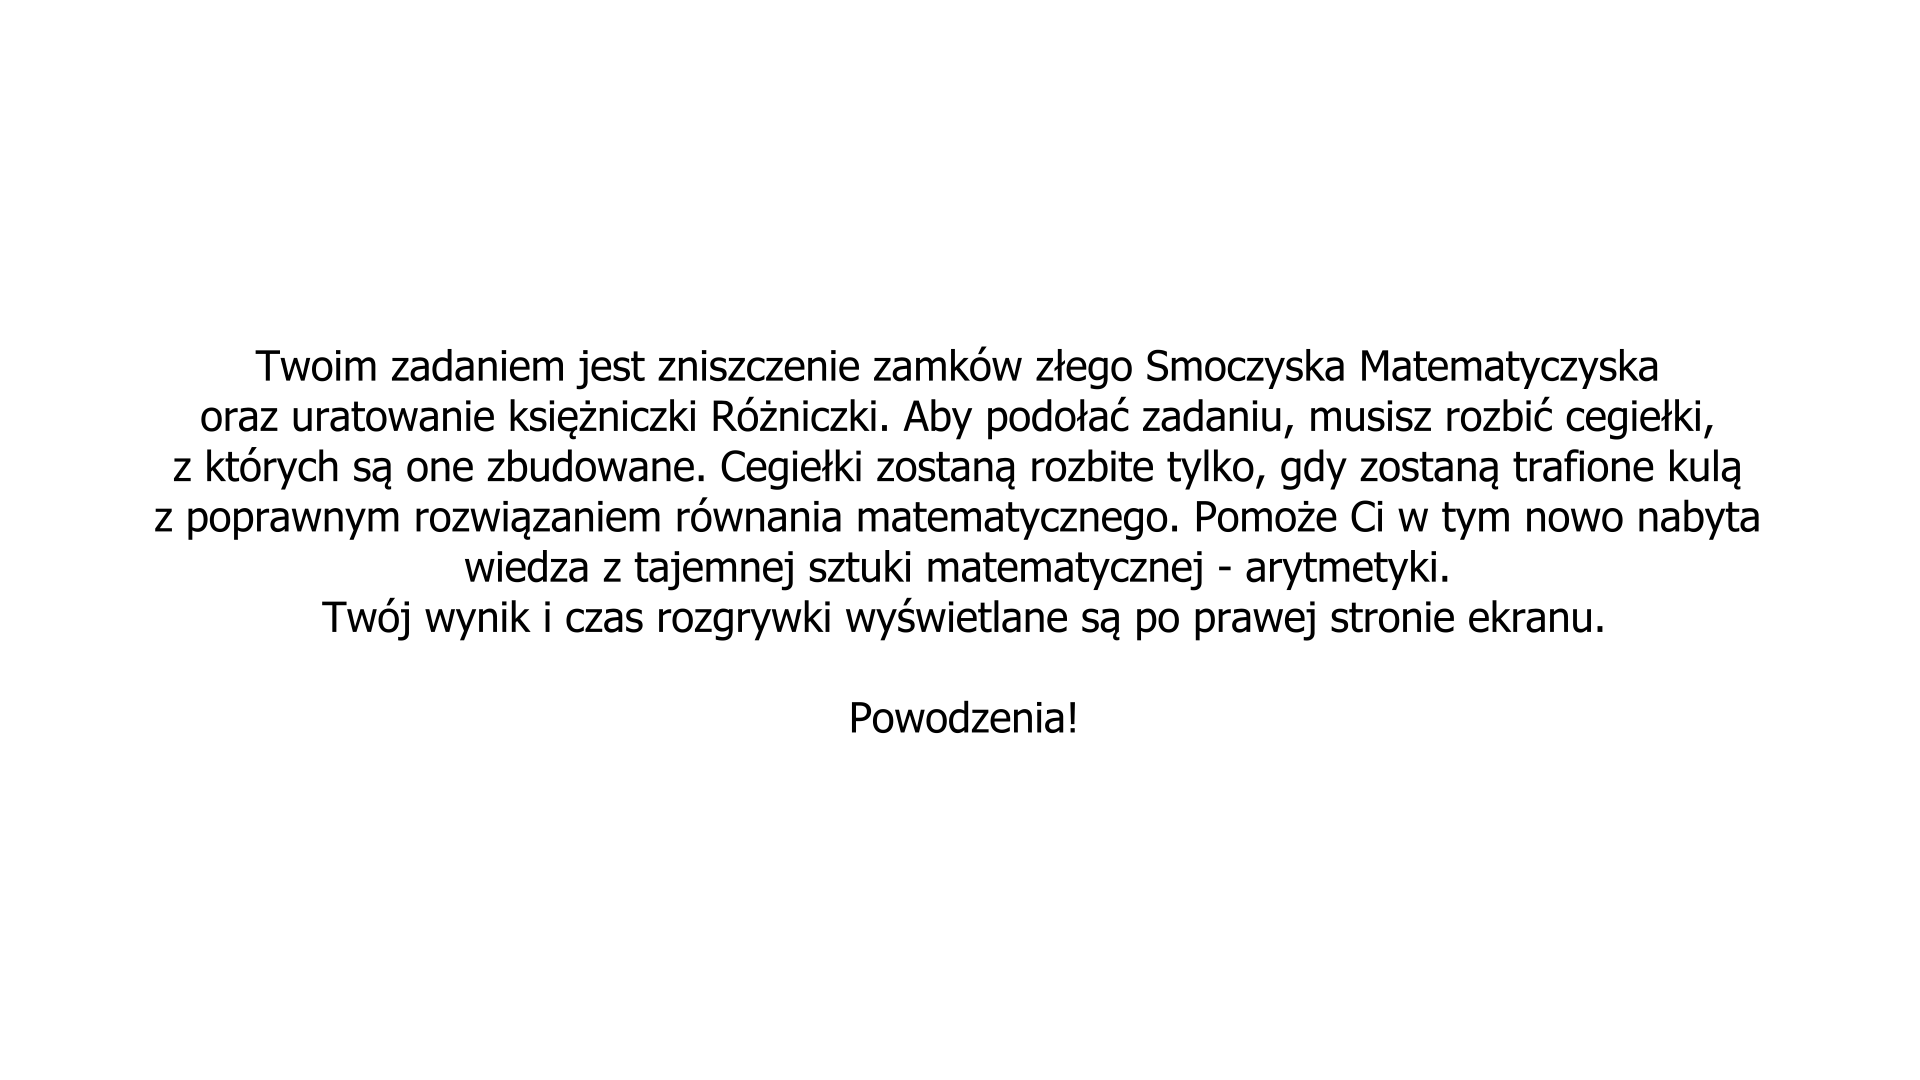 Twoim zadaniem jest zniszczenie zamków złego Smoczyska Matematyczyska
oraz uratowanie księżniczki Różniczki. Aby podołać zadaniu, musisz rozbić cegiełki,
z których są one zbudowane. Cegiełki zostaną rozbite tylko, gdy zostaną trafione kulą
z poprawnym rozwiązaniem równania matematycznego. Pomoże Ci w tym nowo nabyta
wiedza z tajemnej sztuki matematycznej - arytmetyki.
Twój wynik i czas rozgrywki wyświetlane są po prawej stronie ekranu.
Powodzenia!